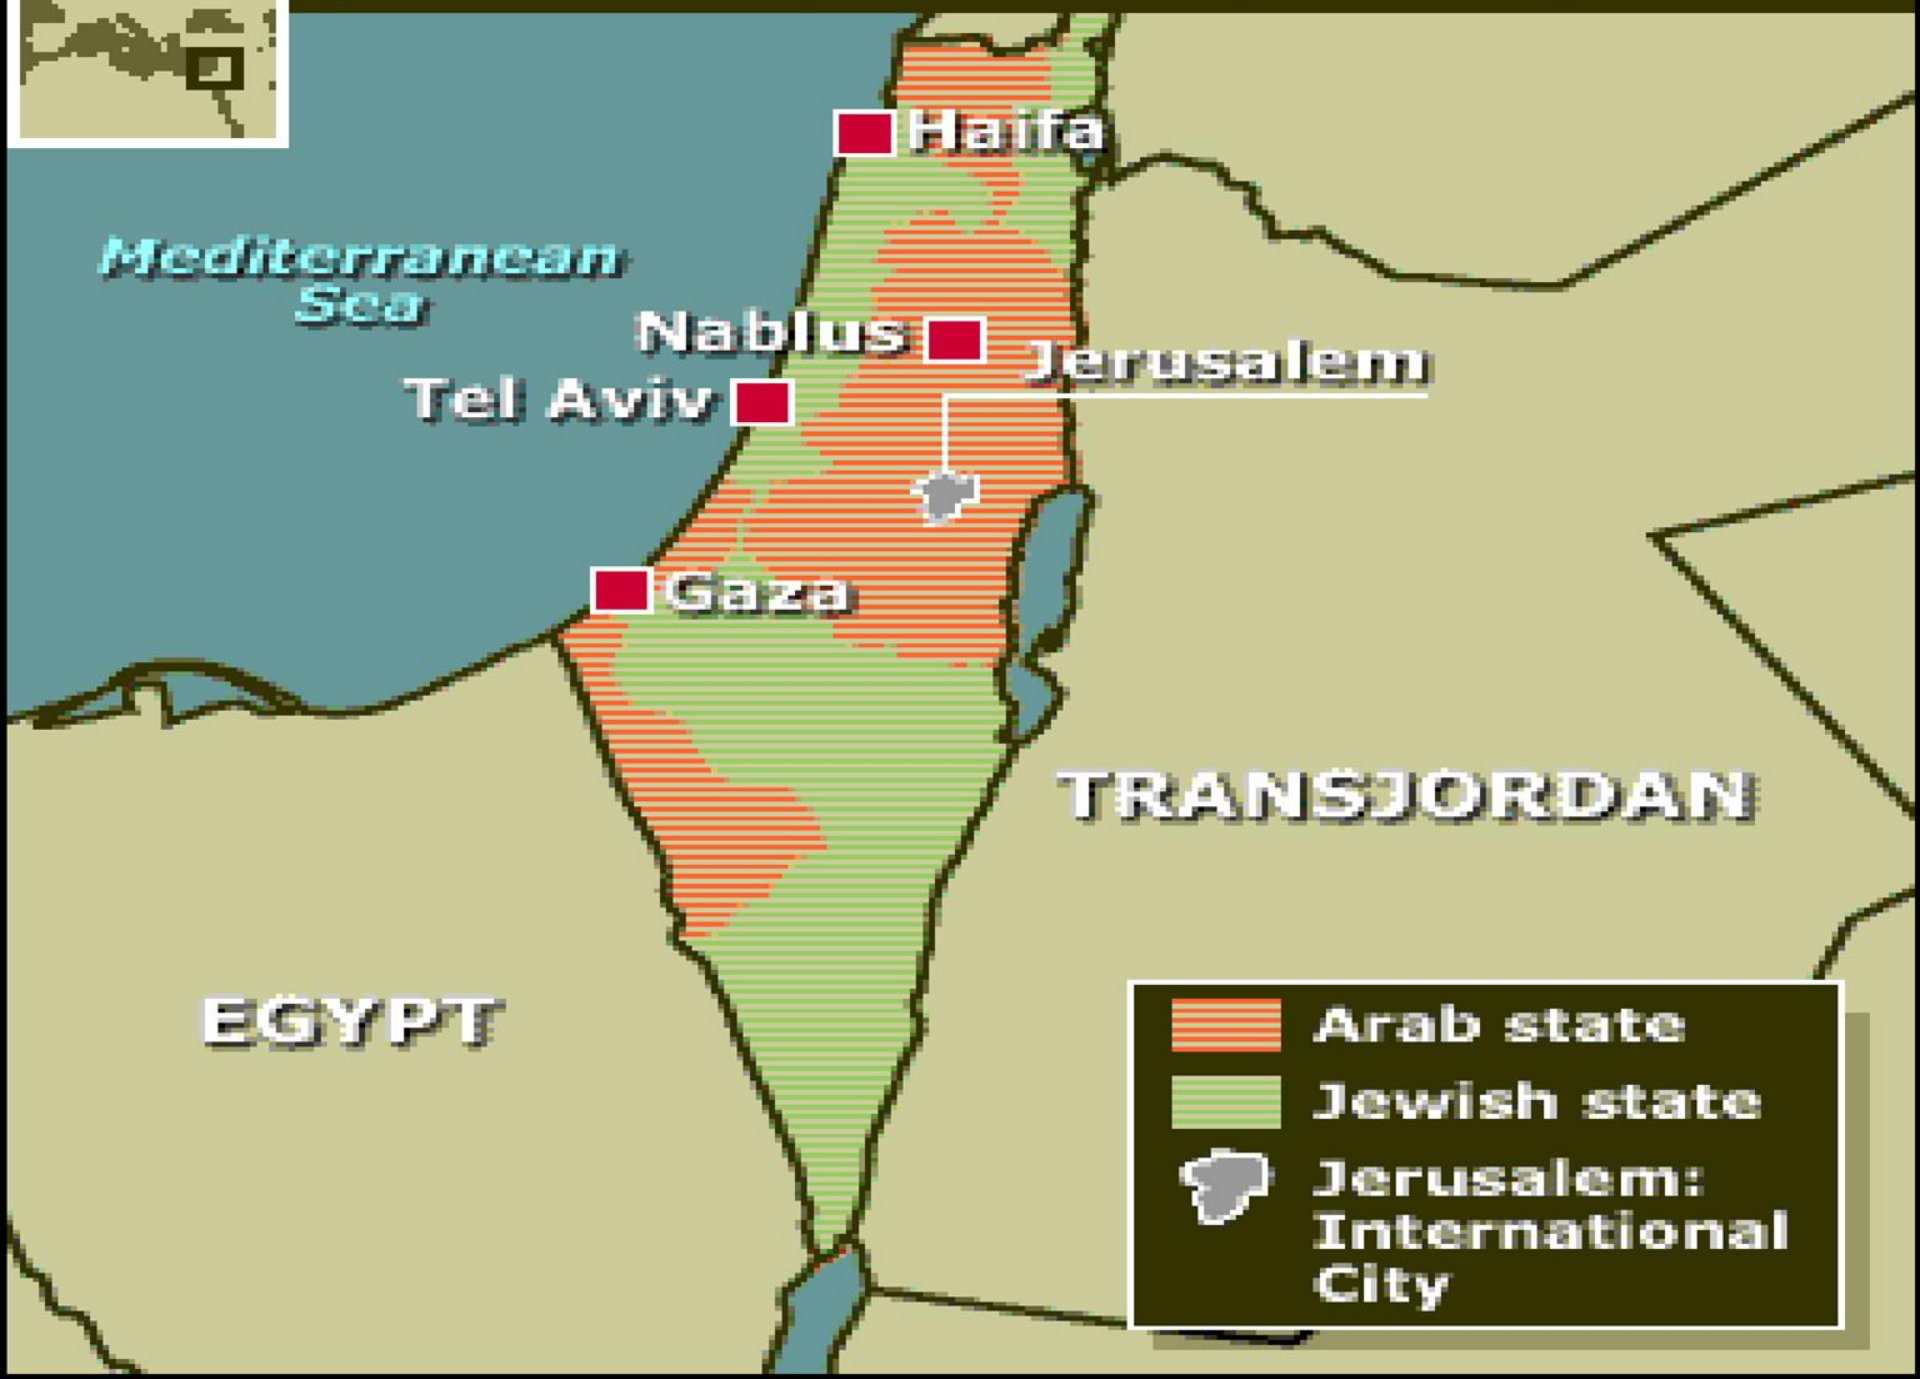 Haifa
Mediterranean
Sea
Nablus
Jerusalem
Tel Aviv
Gaza
TRANSJORDAN
EGYPT
Arab state
Jewish state
Jerusalem:
International
City